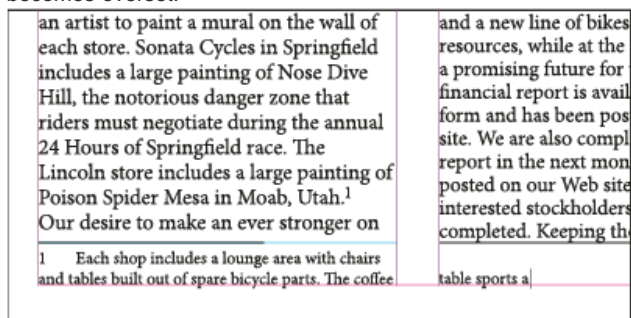 becomes overset.
an artist to paint a mural on the wall of
each store. Sonata Cycles in Springfield
includes a large painting of Nose Dive
Hill, the notorious danger zone that
riders must negotiate during the annual
24 Hours of Springfield race. The
Lincoln store includes a large painting of
Poison Spider Mesa in Moab, Utah.1
Our desire to make an ever stronger on
1 Each shop includes a lounge area with chairs
and tables built out of spare bicycle parts. The coffee
and a new line of bikes
resources, while at the
a promising future for
financial report is avail
form and has been pos
site. We are also compl
report in the next mon
posted on our Web site
interested stockholders
completed. Keeping the
table sports a